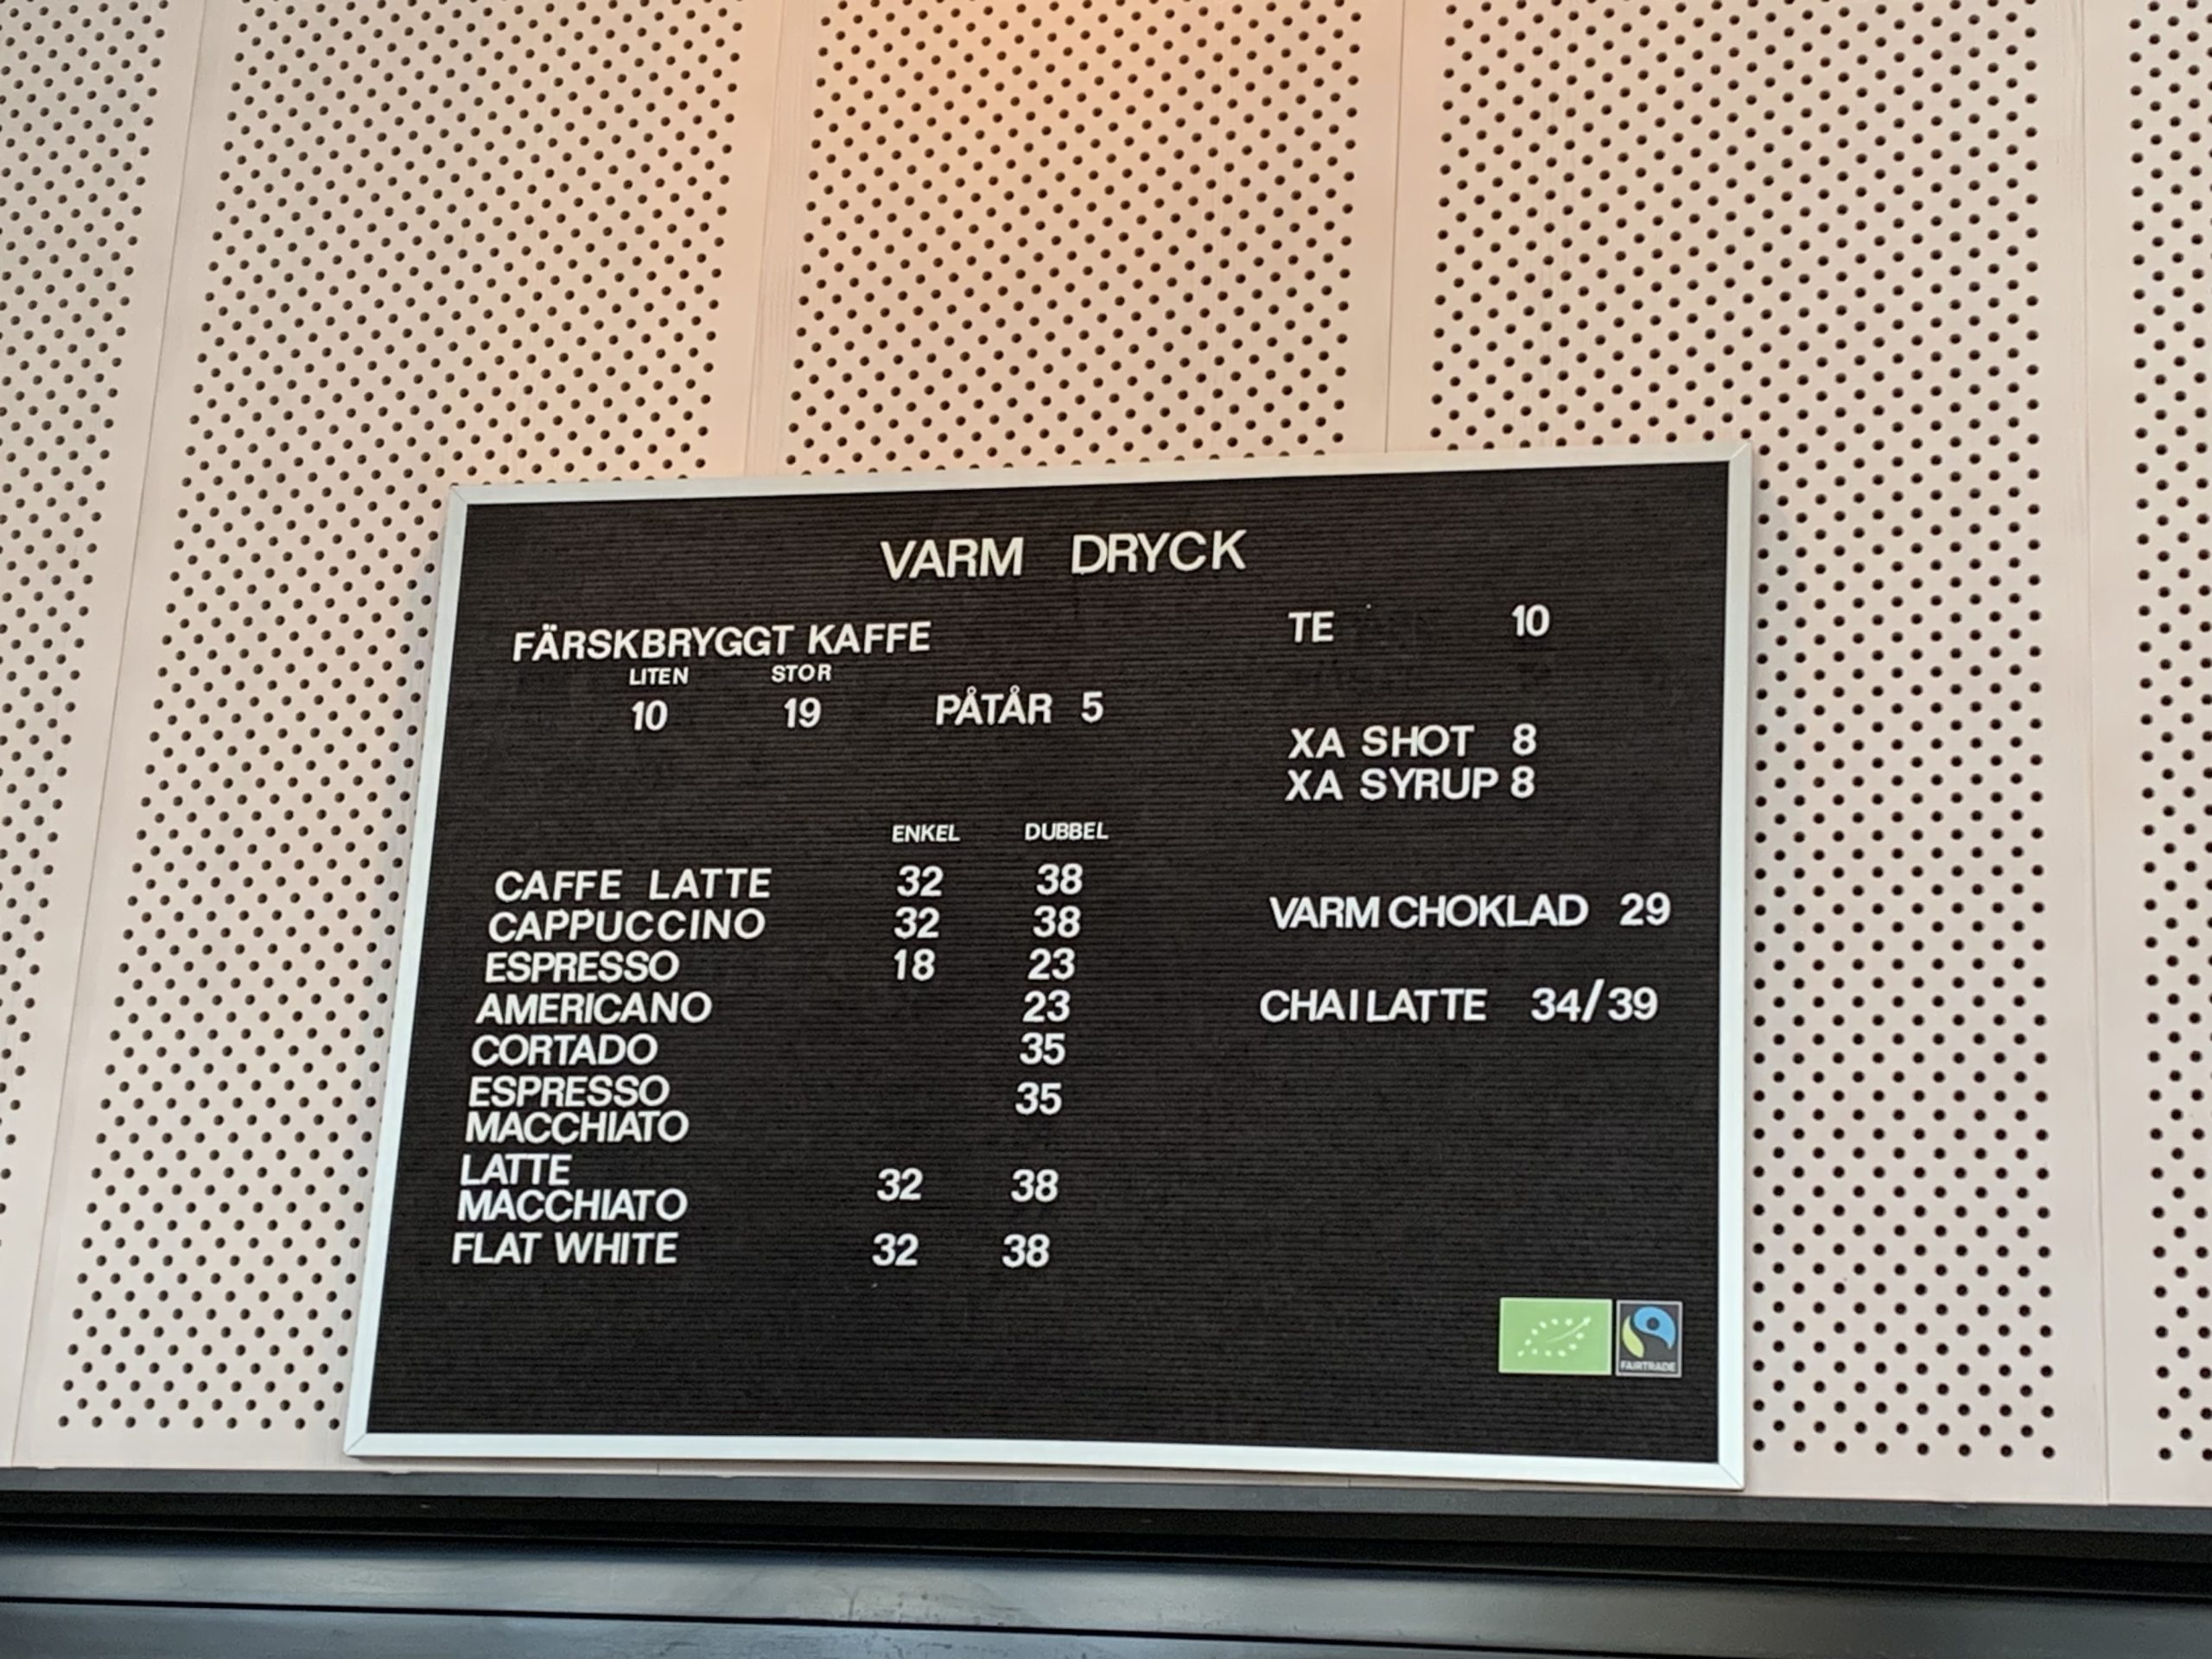 VARM DRYCK
FÄRSKBRYGGT KAFFE
LITEN STOR
10 19 PÅTÅR 5
ENKEL DUBBEL
CAFFE LATTE 32 38
CAPPUCCINO 32 38
ESPRESSO 18 23
AMERICANO 23
CORTADO 35
ESPRESSO 35
MACCHIATO
LATTE
MACCHIATO 32 38
FLAT WHITE 32 38
TE 10
XA SHOT 8
XA SYRUP 8
VARM CHOKLAD 29
CHAI LATTE 34/39
FAIRTRADE